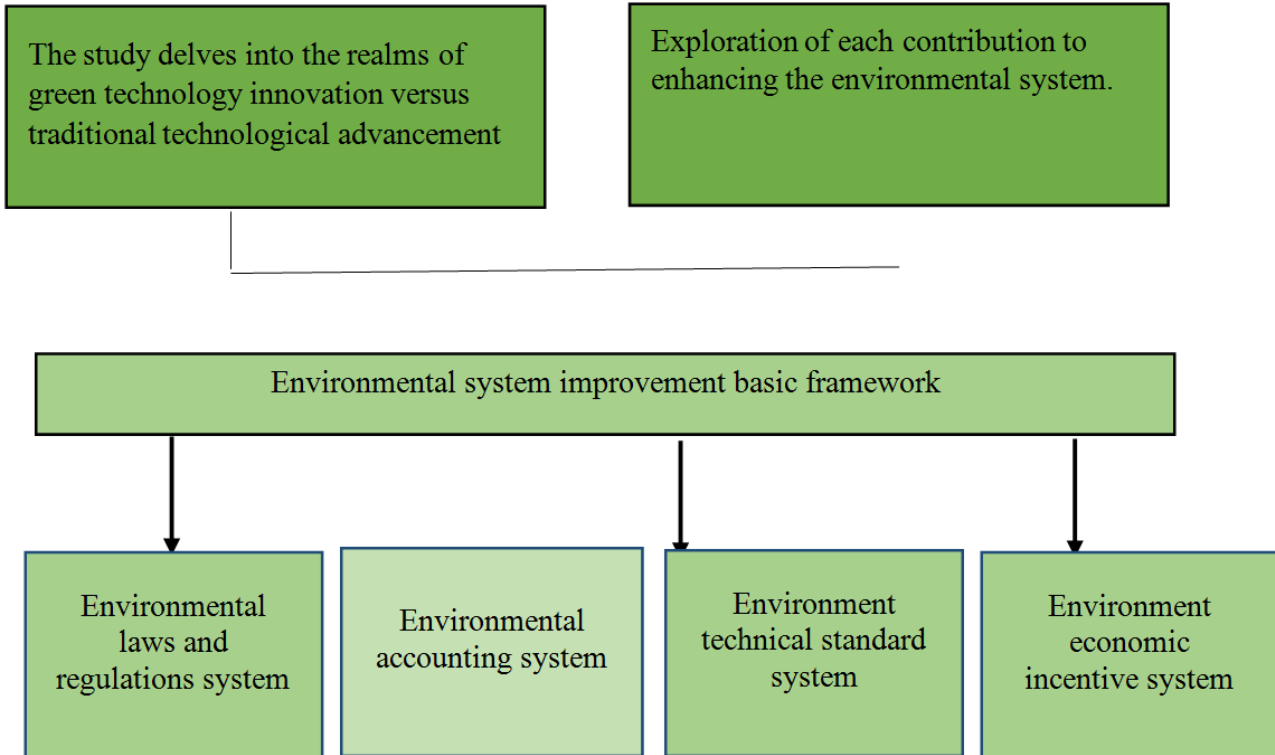 The study delves into the realms of
green technology innovation versus
traditional technological advancement
Exploration of each contribution to
enhancing the environmental system.
Environmental system improvement basic framework
Environmental
laws and
regulations system
Environmental
accounting system
Environment
technical standard
system
Environment
economic
incentive system